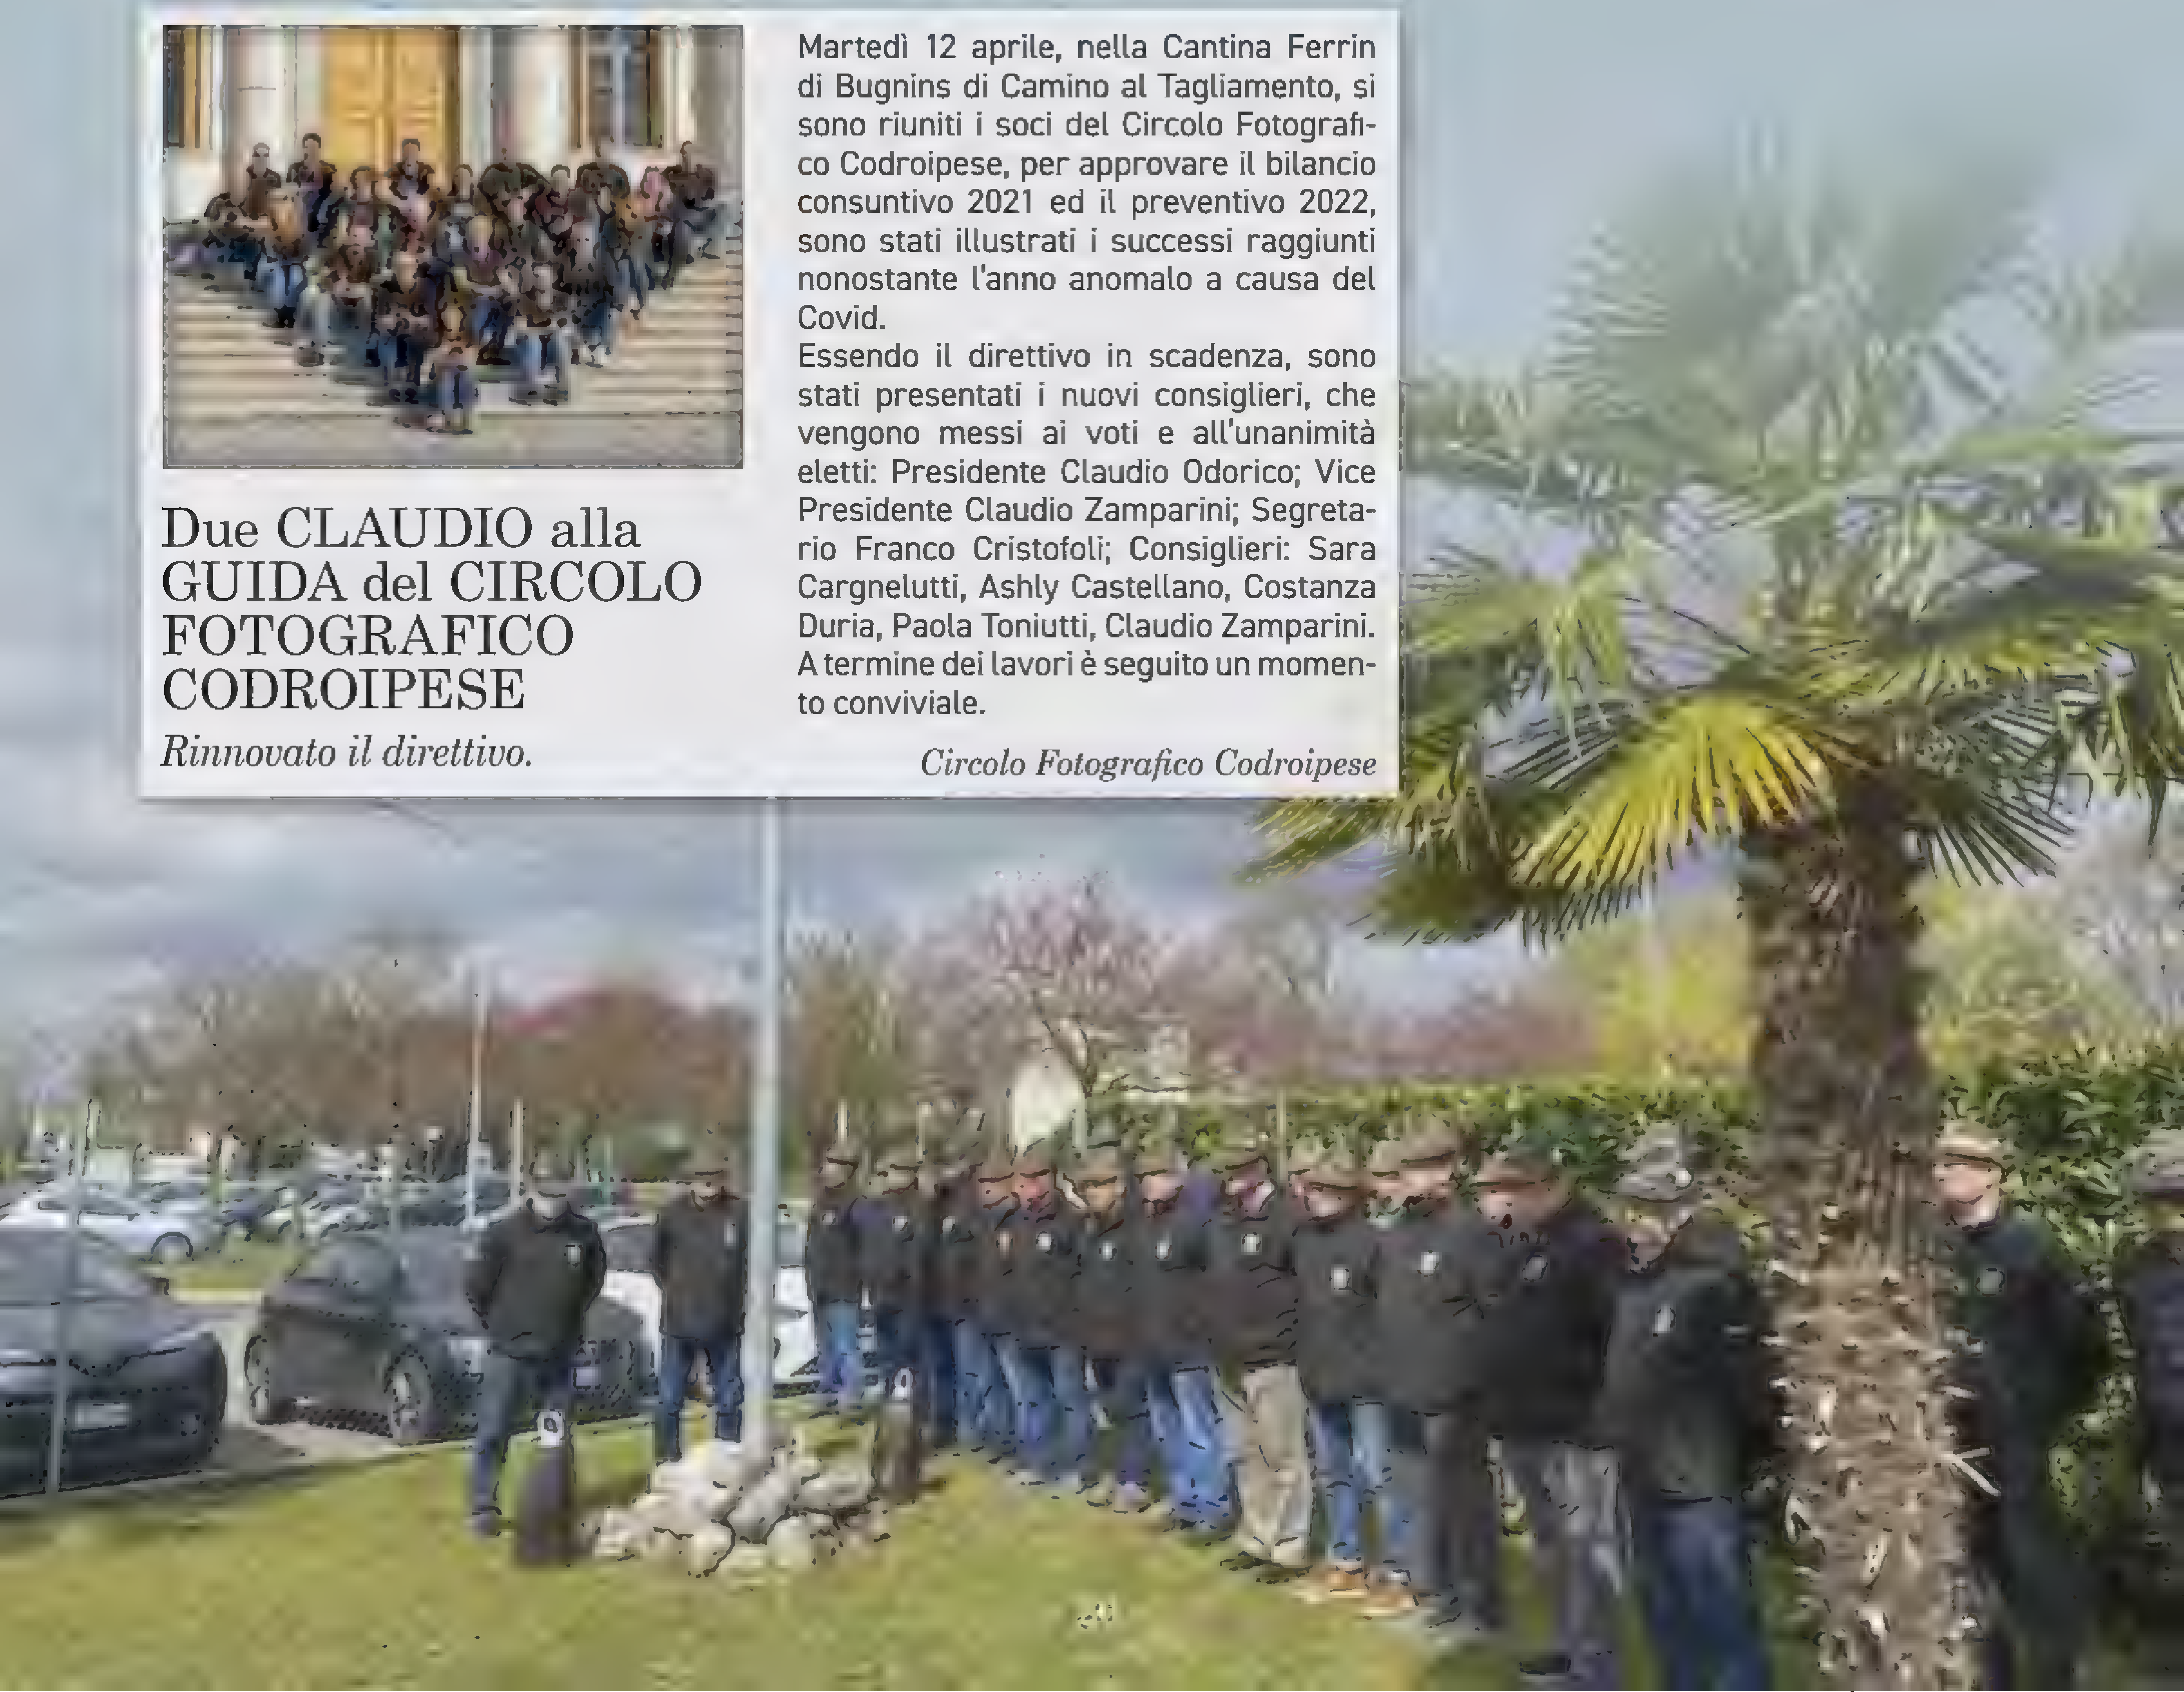 Due CLAUDIO alla
GUIDA del CIRCOLO
FOTOGRAFICO
CODROIPESE
Rinnovato il direttivo.
Martedì 12 aprile, nella Cantina Ferrin
di Bugnins di Camino al Tagliamento, si
sono riuniti i soci del Circolo Fotografi-
co Codroipese, per approvare il bilancio
consuntivo 2021 ed il preventivo 2022,
sono stati illustrati i successi raggiunti
nonostante l'anno anomalo a causa del
Covid.
Essendo il direttivo in scadenza, sono
stati presentati i nuovi consiglieri, che
vengono messi ai voti e all'unanimità
eletti: Presidente Claudio Odorico; Vice
Presidente Claudio Zamparini; Segreta-
rio Franco Cristofoli; Consiglieri: Sara
Cargnelutti, Ashly Castellano, Costanza
Duria, Paola Toniutti, Claudio Zamparini.
A termine dei lavori è seguito un momen-
to conviviale.
Circolo Fotografico Codroipese